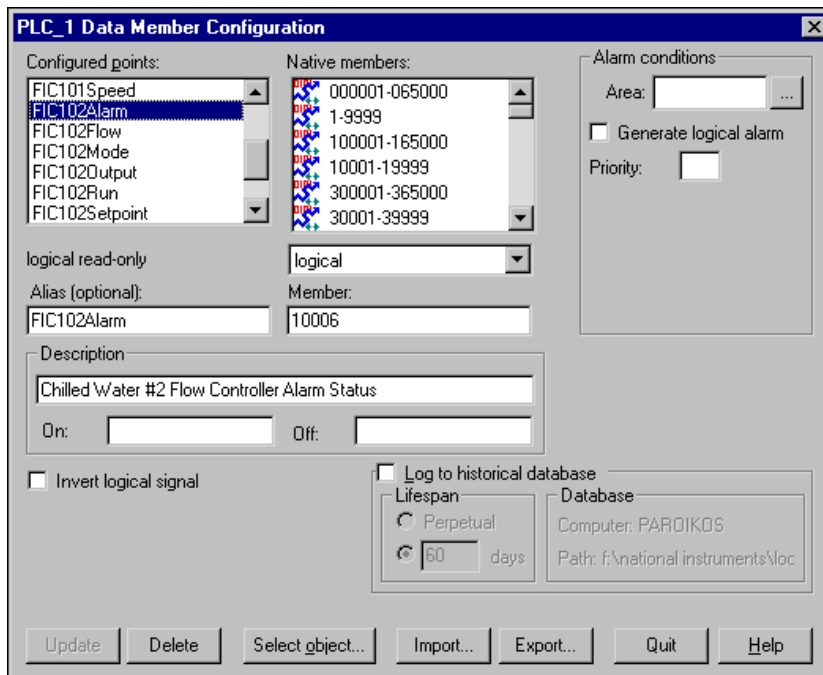 PLC_1 Data Member Configuration
Configured points:
FIC101Speed
FIC102Alarm
FIC102Flow
FIC102Mode
FIC102Output
FIC102Run
FIC102Setpoint
Native members:
000001-065000
1-9999
100001-165000
10001-19999
300001-365000
30001-39999
Alarm conditions
Area:
...
Generate logical alarm
Priority:
logical read-only
logical
Alias (optional):
FIC102Alarm
Member:
10006
Description
Chilled Water #2 Flow Controller Alarm Status
On:
Off:
Invert logical signal
Log to historical database
Lifespan
Perpetual
60 days
Database
Computer: PAROIKOS
Path: f:\national instruments\loc
Update
Delete
Select object...
Import...
Export...
Quit
Help